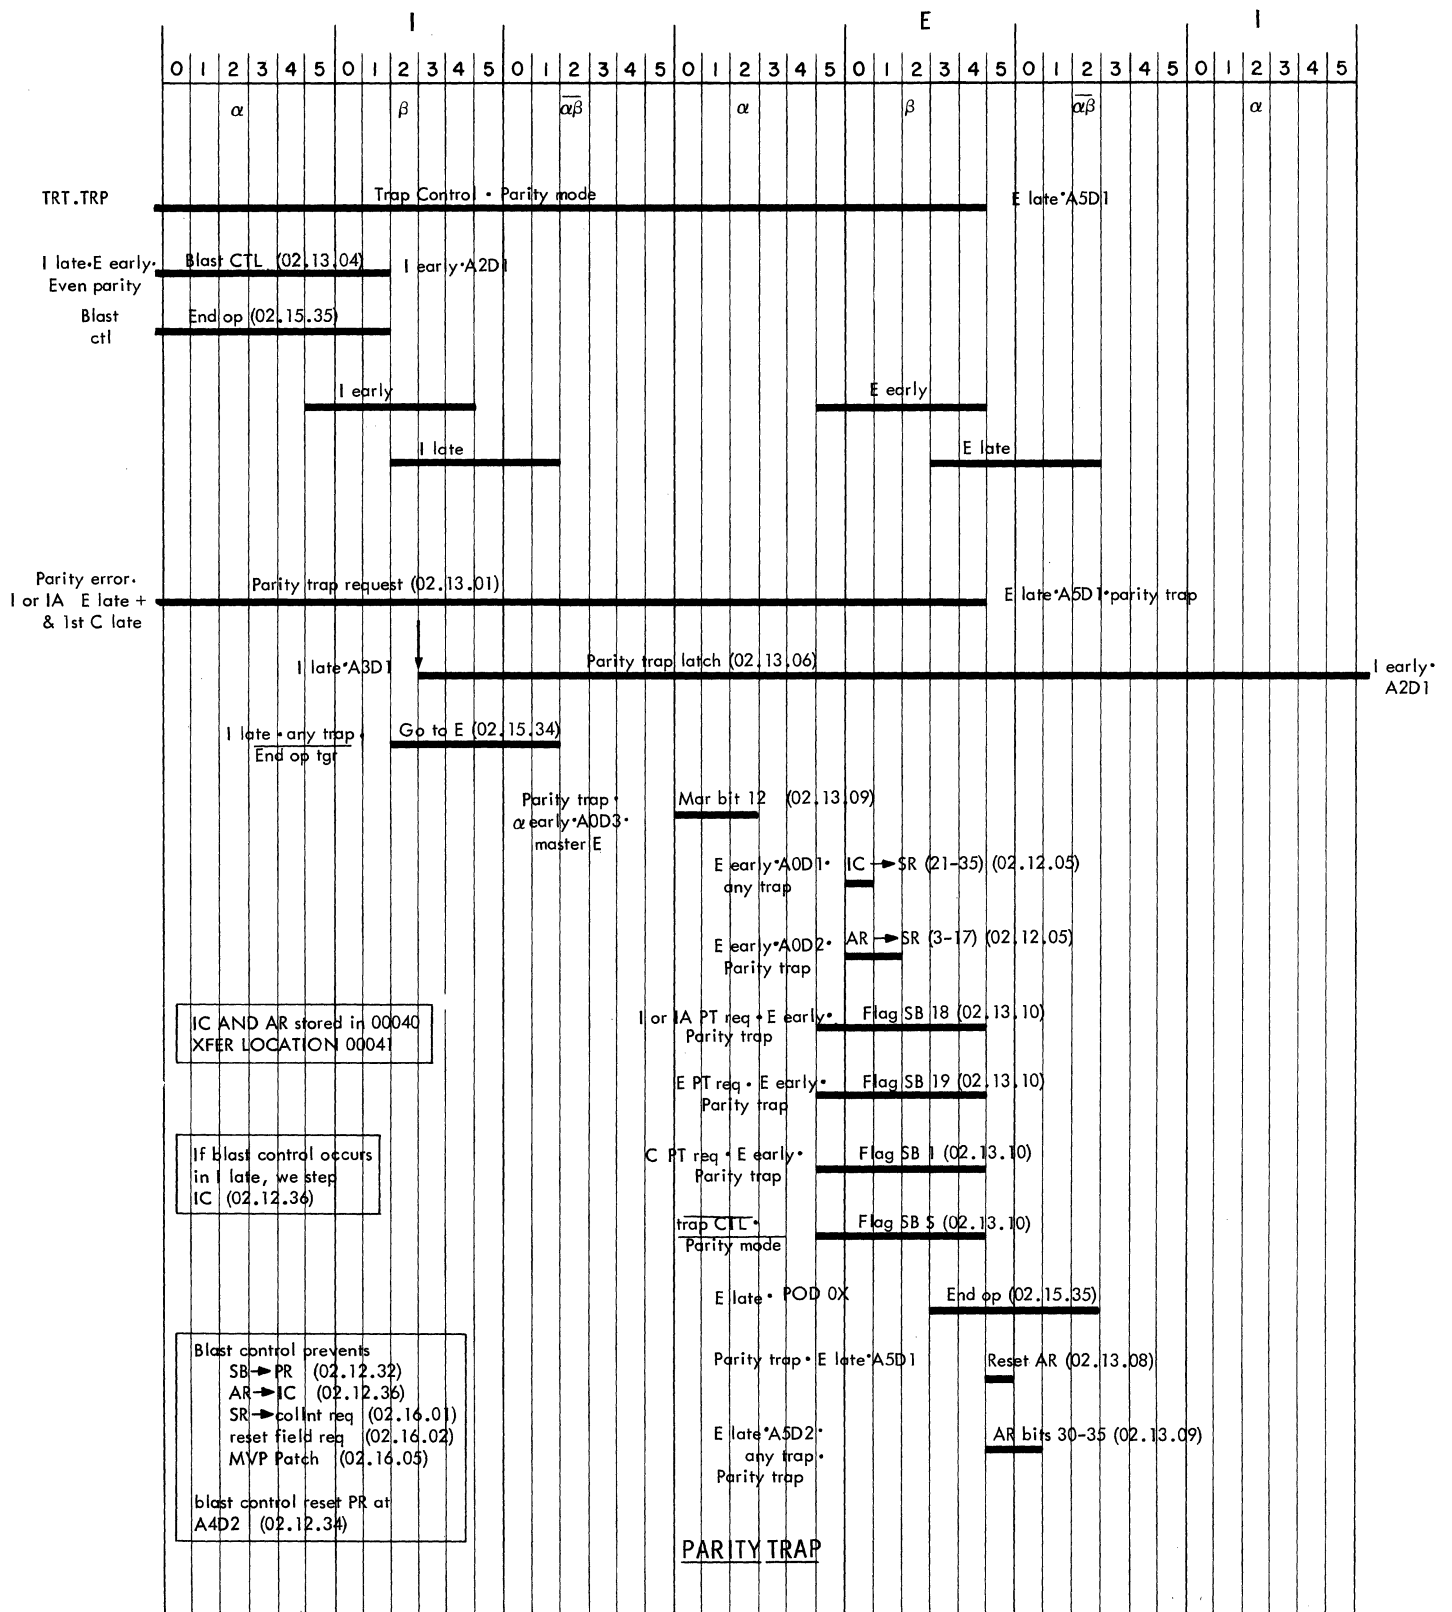 I E I
0 1 2 3 4 5 0 1 2 3 4 5 0 1 2 3 4 5 0 1 2 3 4 5 0 1 2 3 4 5 0 1 2 3 4 5 0 1 2 3 4 5
α β α̅β̅ α β α̅β̅ α
TRT.TRP
Trap Control • Parity mode
E late•A5D1
I late•E early•
Even parity
Blast CTL (02.13.04)
I early•A2D1
Blast
ctl
End op (02.15.35)
I early
E early
I late
E late
Parity error•
I or IA E late +
& 1st C late
Parity trap request (02.13.01)
E late•A5D1•parity trap
I late•A3D1
Parity trap latch (02.13.06)
I early•
A2D1
I late • any trap •
End op tgr
Go to E (02.15.34)
Parity trap •
α early•A0D3•
master E
Mar bit 12 (02.13.09)
E early•A0D1•
any trap
IC → SR (21-35) (02.12.05)
E early•A0D2•
Parity trap
AR → SR (3-17) (02.12.05)
IC AND AR stored in 00040
XFER LOCATION 00041
I or IA PT req • E early•
Parity trap
Flag SB 18 (02.13.10)
E PT req • E early•
Parity trap
Flag SB 19 (02.13.10)
If blast control occurs
in I late, we step
IC (02.12.36)
C PT req • E early•
Parity trap
Flag SB 1 (02.13.10)
trap CTL •
Parity mode
Flag SB S (02.13.10)
E late • POD 0X
End op (02.15.35)
Blast control prevents
SB → PR (02.12.32)
AR → IC (02.12.36)
SR → colInt req (02.16.01)
reset field req (02.16.02)
MVP Patch (02.16.05)
blast control reset PR at
A4D2 (02.12.34)
Parity trap • E late•A5D1
Reset AR (02.13.08)
E late•A5D2•
any trap •
Parity trap
AR bits 30-35 (02.13.09)
PARITY TRAP